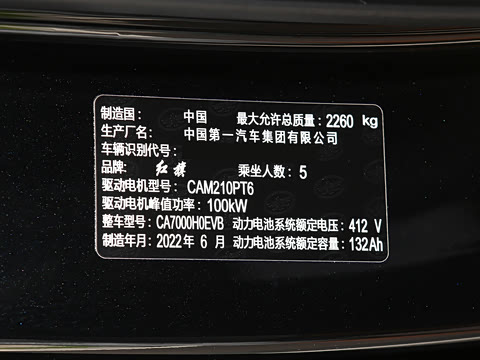 制造国: 中国 最大允许总质量: 2260 kg
生产厂名: 中国第一汽车集团有限公司
车辆识别代号:
品牌: 红旗 乘坐人数: 5
驱动电机型号: CAM210PT6
驱动电机峰值功率: 100kW
整车型号: CA7000H0EVB 动力电池系统额定电压: 412 V
制造年月: 2022年 6 月 动力电池系统额定容量: 132Ah